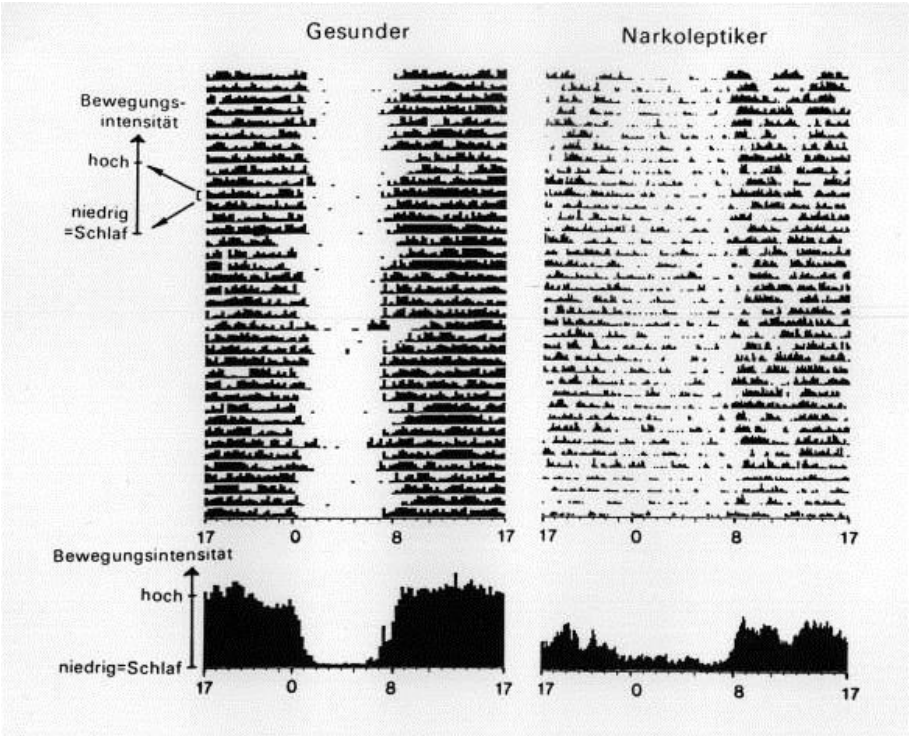 Gesunder
Narkoleptiker
Bewegungs-
intensität
hoch
niedrig
=Schlaf
17 0 8 17
17 0 8 17
Bewegungsintensität
hoch
niedrig=Schlaf
17 0 8 17
17 0 8 17